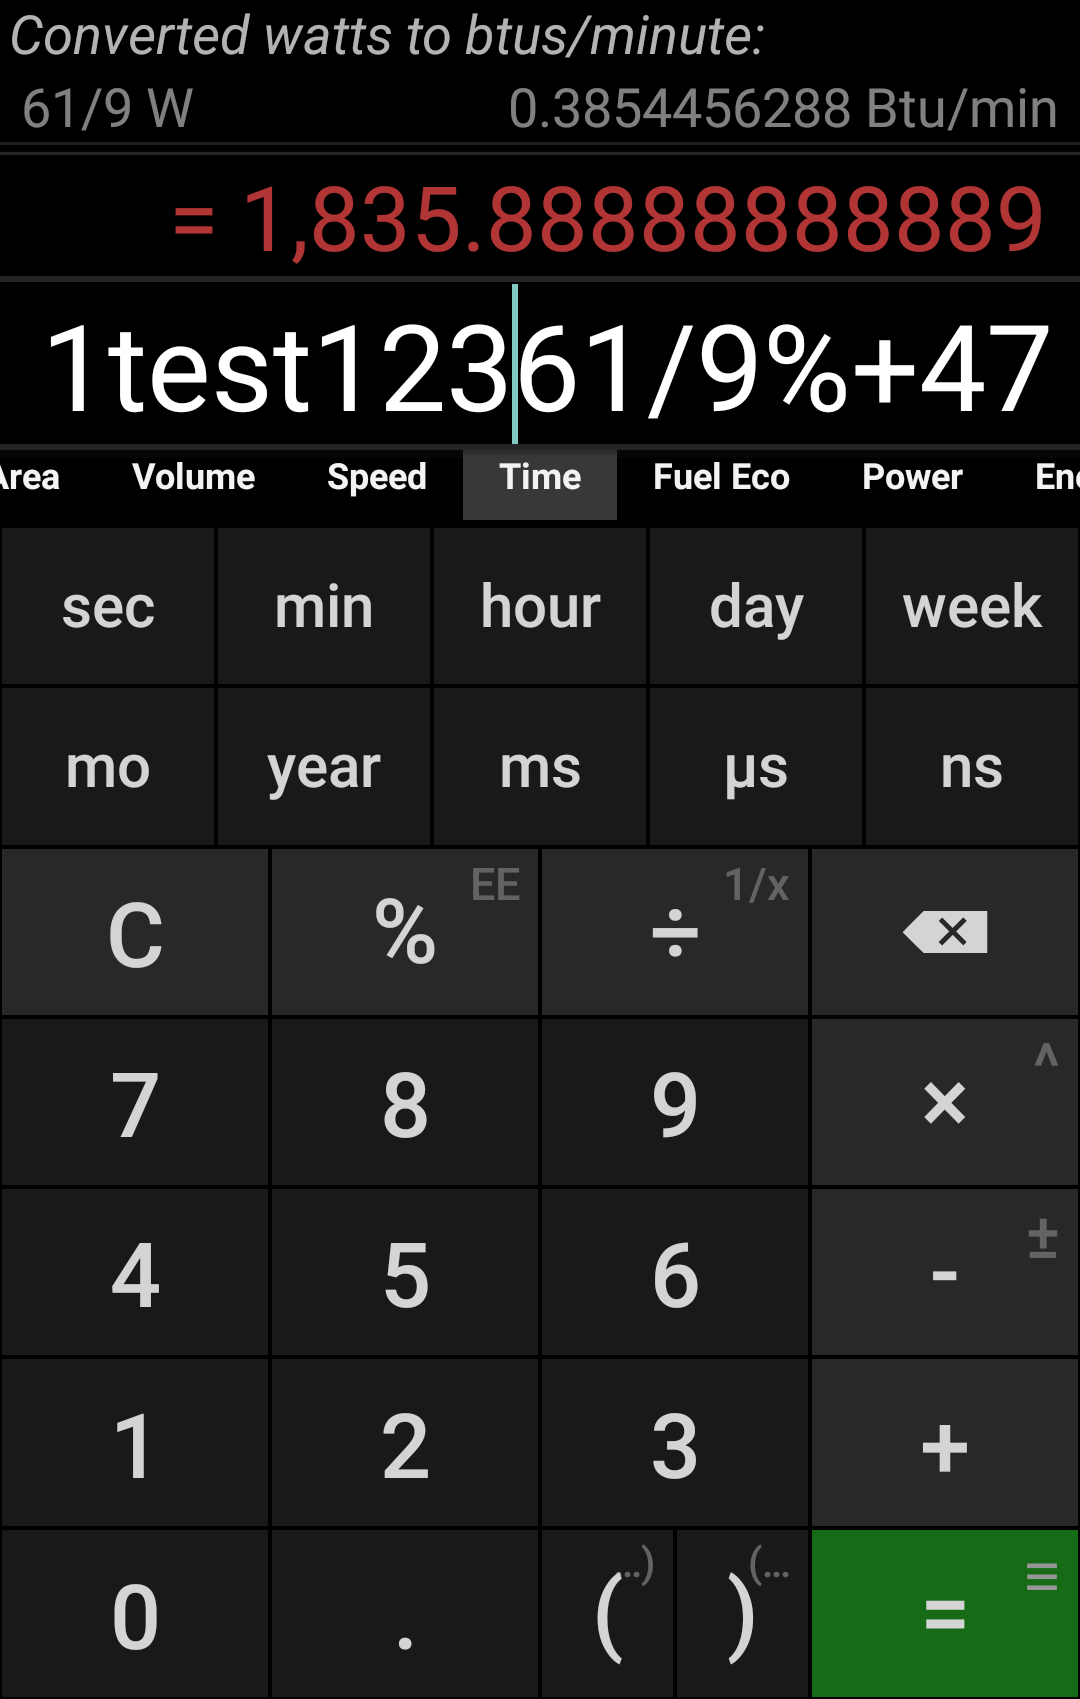 Converted watts to btus/minute:
61/9 W 0.3854456288 Btu/min
= 1,835.88888888889
1test12361/9%+47
Area Volume Speed Time Fuel Eco Power
sec min hour day week
mo year ms µs ns
C % EE ÷ 1/x
7 8 9 × ^
4 5 6 - ±
1 2 3 +
0 . ( ..) ) (... = ≡